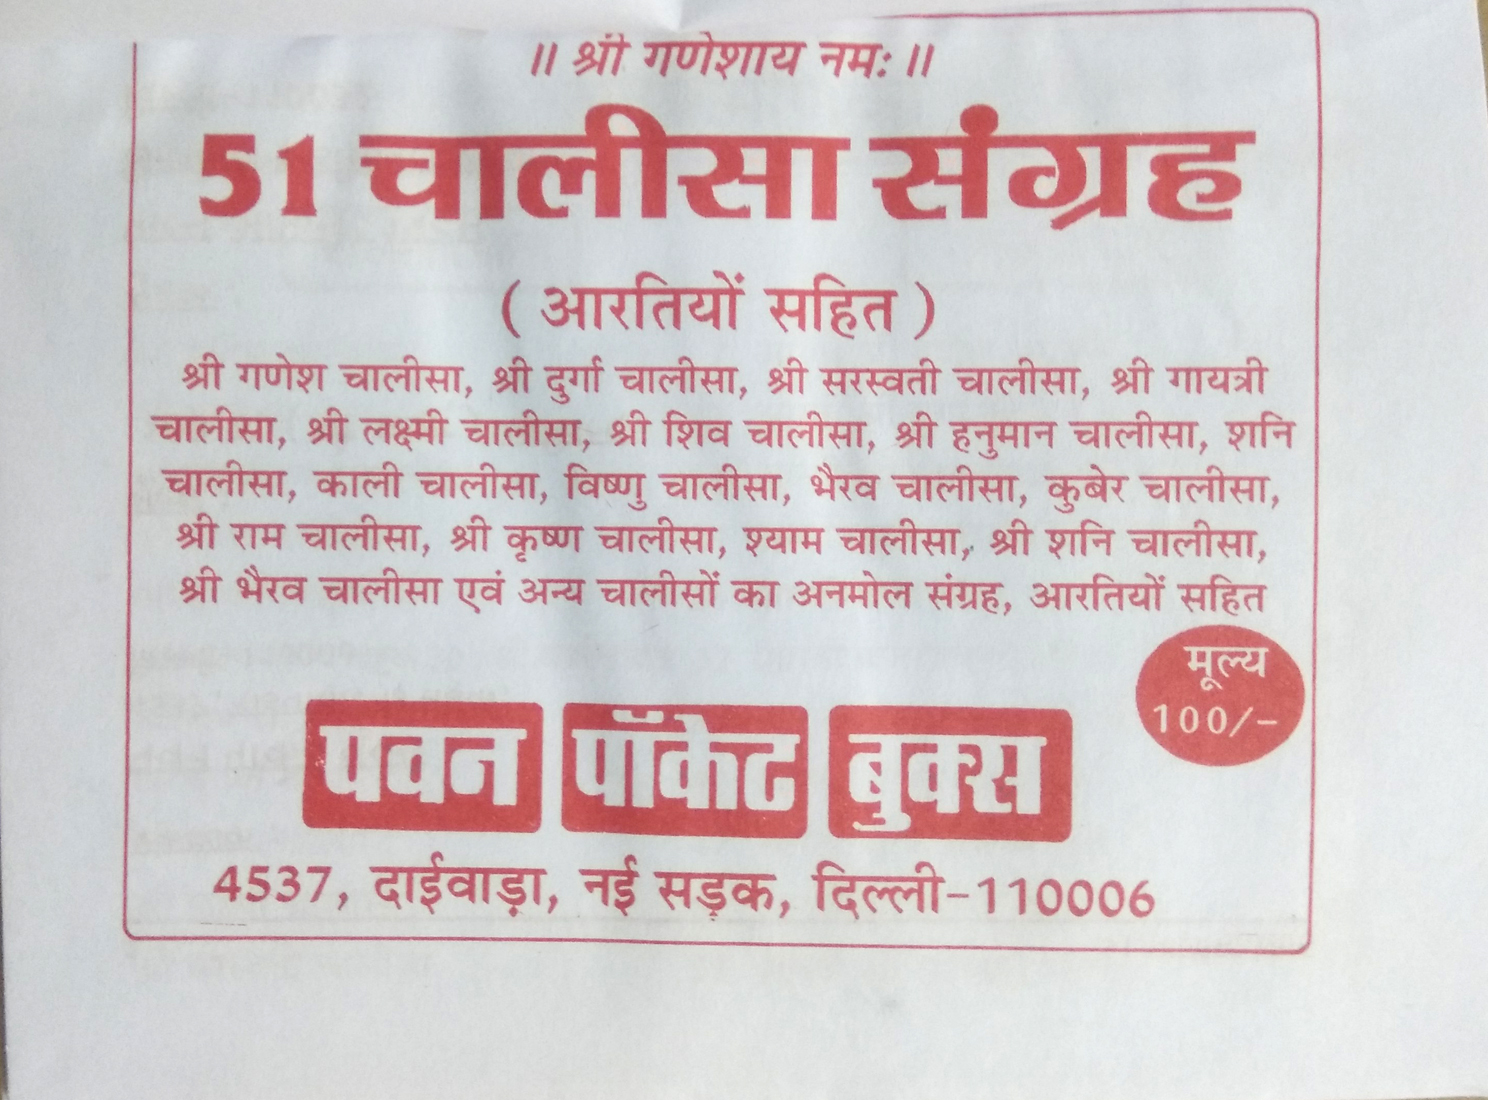 ॥ श्री गणेशाय नमः ॥
51 चालीसा संग्रह
( आरतियों सहित )
श्री गणेश चालीसा, श्री दुर्गा चालीसा, श्री सरस्वती चालीसा, श्री गायत्री
चालीसा, श्री लक्ष्मी चालीसा, श्री शिव चालीसा, श्री हनुमान चालीसा, शनि
चालीसा, काली चालीसा, विष्णु चालीसा, भैरव चालीसा, कुबेर चालीसा,
श्री राम चालीसा, श्री कृष्ण चालीसा, श्याम चालीसा, श्री शनि चालीसा,
श्री भैरव चालीसा एवं अन्य चालीसों का अनमोल संग्रह, आरतियों सहित
मूल्य
100/-
पवन पॉकेट बुक्स
4537, दाईवाड़ा, नई सड़क, दिल्ली-110006